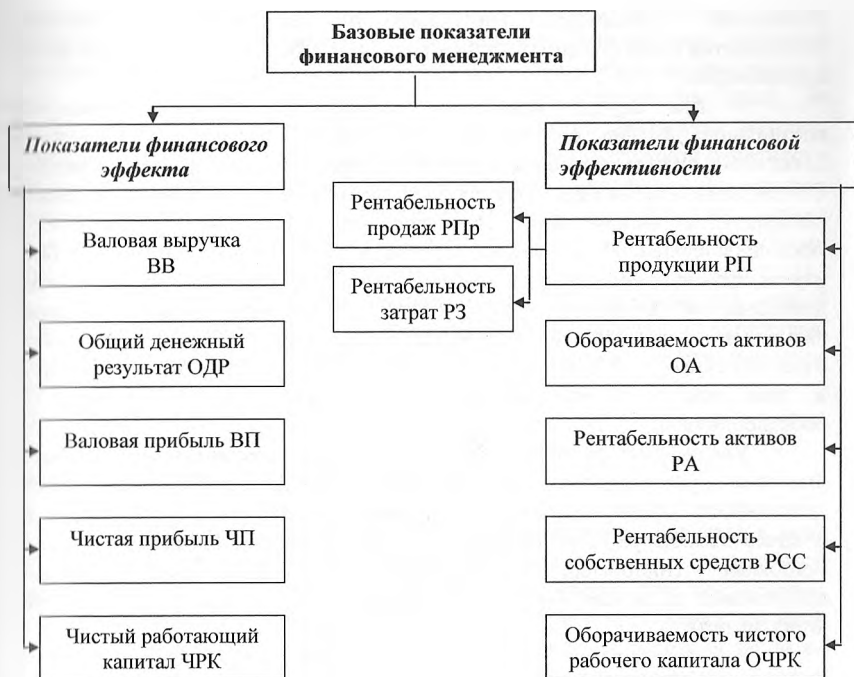 Базовые показатели
финансового менеджмента
Показатели финансового
эффекта
Валовая выручка
ВВ
Общий денежный
результат ОДР
Валовая прибыль ВП
Чистая прибыль ЧП
Чистый работающий
капитал ЧРК
Показатели финансовой
эффективности
Рентабельность
продаж РПр
Рентабельность
затрат РЗ
Рентабельность
продукции РП
Оборачиваемость активов
ОА
Рентабельность активов
РА
Рентабельность
собственных средств РСС
Оборачиваемость чистого
рабочего капитала ОЧРК